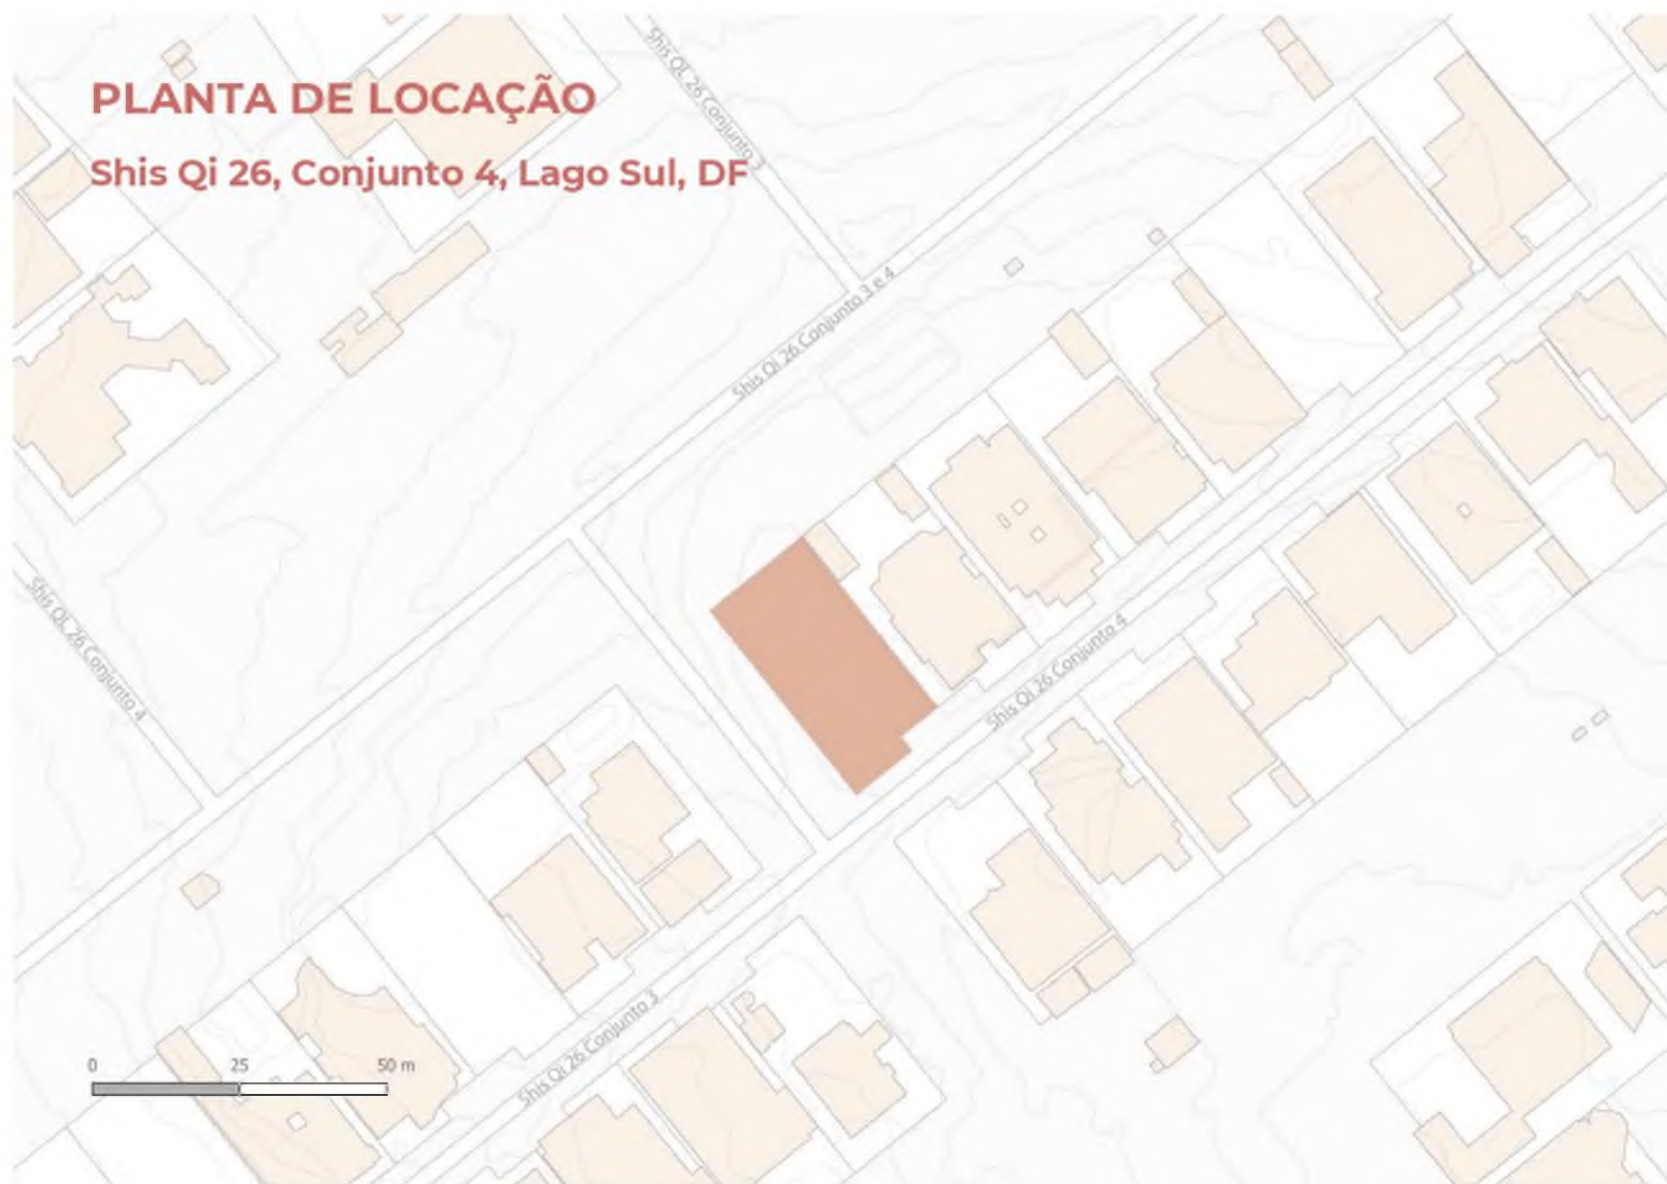 PLANTA DE LOCAÇÃO
Shis Qi 26, Conjunto 4, Lago Sul, DF
Shis QL 26 Conjunto 3
Shis Qi 26 Conjunto 3 e 4
Shis QL 26 Conjunto 4
Shis Qi 26 Conjunto 4
Shis Qi 26 Conjunto 3
0 25 50 m